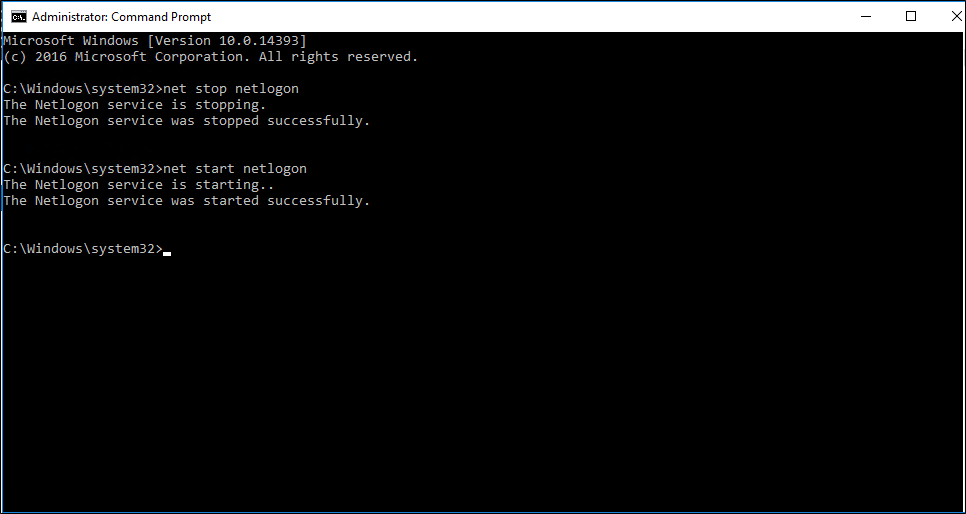 Administrator: Command Prompt
Microsoft Windows [Version 10.0.14393]
(c) 2016 Microsoft Corporation. All rights reserved.
C:\Windows\system32>net stop netlogon
The Netlogon service is stopping.
The Netlogon service was stopped successfully.
C:\Windows\system32>net start netlogon
The Netlogon service is starting..
The Netlogon service was started successfully.
C:\Windows\system32>